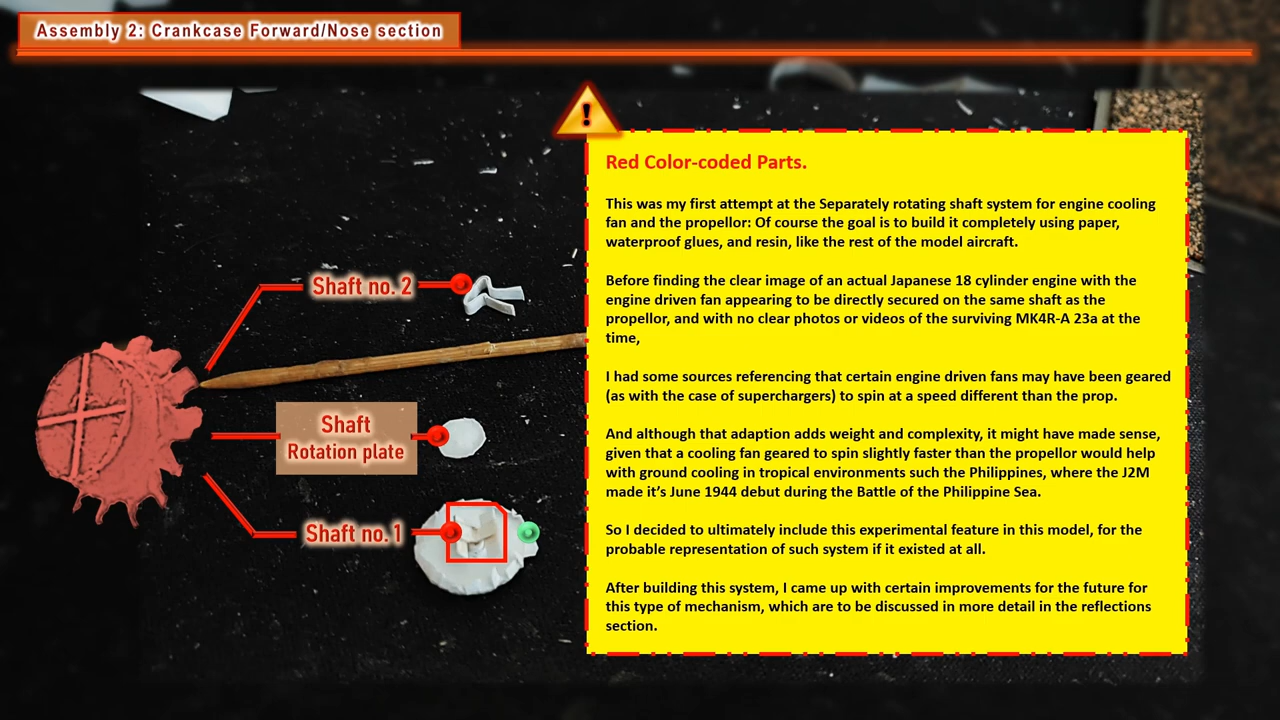 Assembly 2: Crankcase Forward/Nose section
Red Color-coded Parts.
This was my first attempt at the Separately rotating shaft system for engine cooling
fan and the propellor: Of course the goal is to build it completely using paper,
waterproof glues, and resin, like the rest of the model aircraft.
Before finding the clear image of an actual Japanese 18 cylinder engine with the
engine driven fan appearing to be directly secured on the same shaft as the
propellor, and with no clear photos or videos of the surviving MK4R-A 23a at the
time,
I had some sources referencing that certain engine driven fans may have been geared
(as with the case of superchargers) to spin at a speed different than the prop.
And although that adaption adds weight and complexity, it might have made sense,
given that a cooling fan geared to spin slightly faster than the propellor would help
with ground cooling in tropical environments such the Philippines, where the J2M
made it’s June 1944 debut during the Battle of the Philippine Sea.
So I decided to ultimately include this experimental feature in this model, for the
probable representation of such system if it existed at all.
After building this system, I came up with certain improvements for the future for
this type of mechanism, which are to be discussed in more detail in the reflections
section.
Shaft no. 2
Shaft
Rotation plate
Shaft no. 1